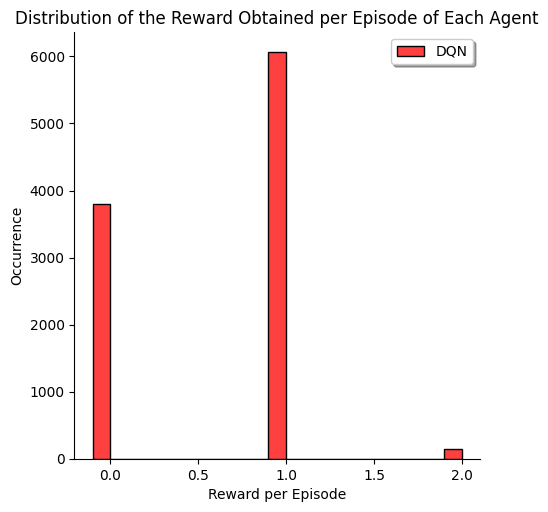 Distribution of the Reward Obtained per Episode of Each Agent
DQN
6000
5000
4000
3000
2000
1000
0
Occurrence
0.0 0.5 1.0 1.5 2.0
Reward per Episode